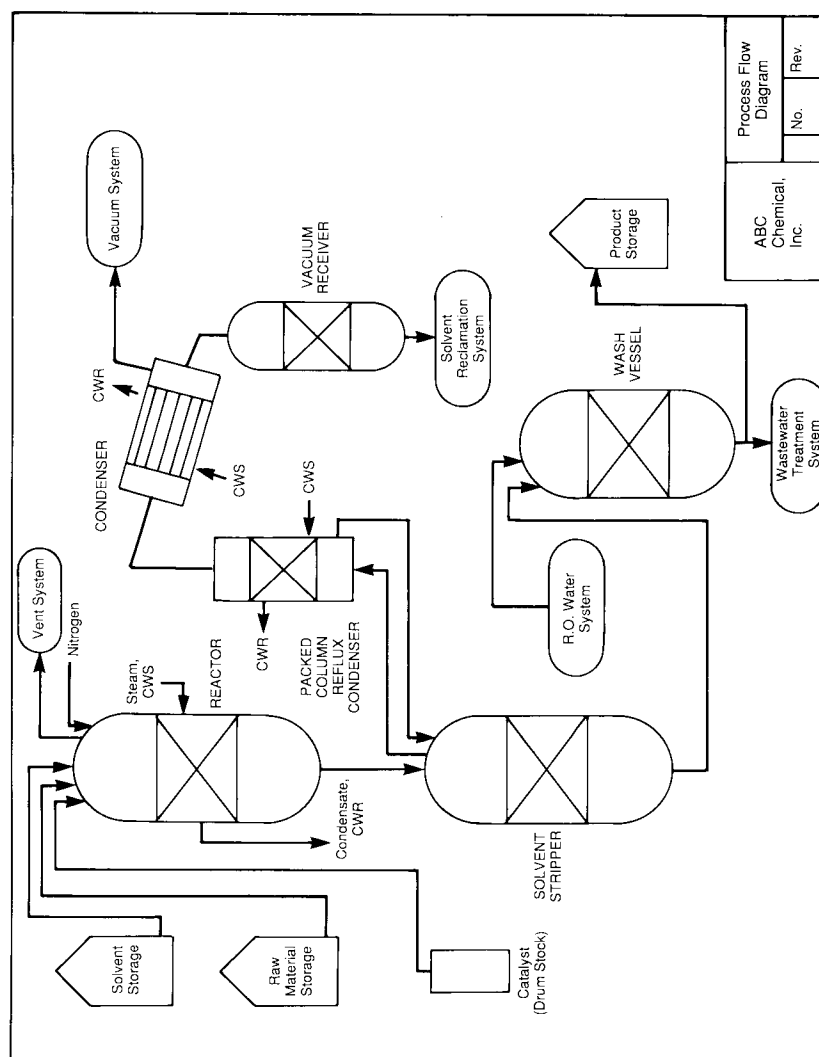 Solvent
Storage
Raw
Material
Storage
Catalyst
(Drum Stock)
Vent System
Nitrogen
Steam,
CWS
REACTOR
Condensate,
CWR
SOLVENT
STRIPPER
PACKED
COLUMN
REFLUX
CONDENSER
CWS
CWR
CONDENSER
CWR
CWS
Vacuum System
VACUUM
RECEIVER
Solvent
Reclamation
System
R.O. Water
System
WASH
VESSEL
Product
Storage
Wastewater
Treatment
System
ABC
Chemical,
Inc.
Process Flow
Diagram
No.
Rev.